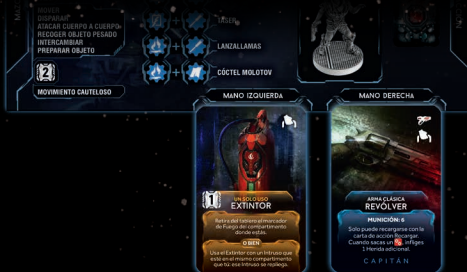 MOVER
DISPARAR
ATACAR CUERPO A CUERPO
RECOGER OBJETO PESADO
INTERCAMBIAR
PREPARAR OBJETO
2
MOVIMIENTO CAUTELOSO
LANZALLAMAS
CÓCTEL MOLOTOV
MANO IZQUIERDA
1
UN SOLO USO
EXTINTOR
Retira del tablero el marcador
de Fuego del compartimento
donde estás.
O BIEN
Usa el Extintor con un Intruso que
esté en el mismo compartimento
que tú: ese Intruso se repliega.
MANO DERECHA
ARMA CLÁSICA
REVÓLVER
MUNICIÓN: 6
Solo puede recargarse con la
carta de acción Recargar.
Cuando sacas un, infliges
1 Herida adicional.
CAPITÁN